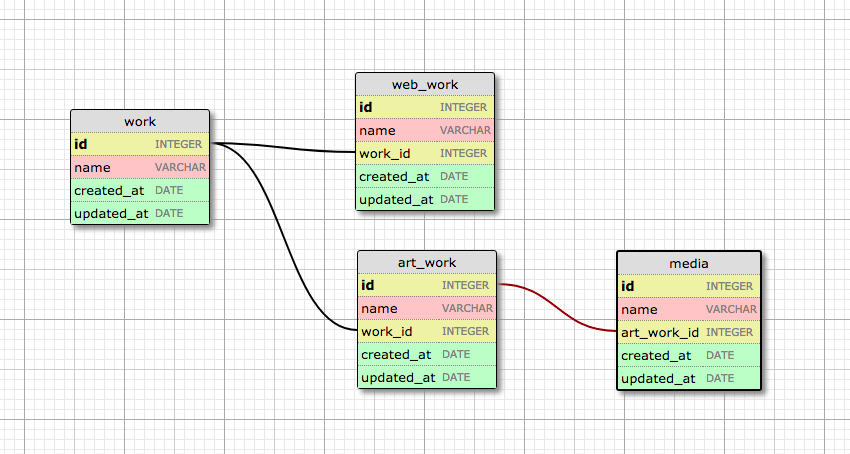 work
id INTEGER
name VARCHAR
created_at DATE
updated_at DATE
web_work
id INTEGER
name VARCHAR
work_id INTEGER
created_at DATE
updated_at DATE
art_work
id INTEGER
name VARCHAR
work_id INTEGER
created_at DATE
updated_at DATE
media
id INTEGER
name VARCHAR
art_work_id INTEGER
created_at DATE
updated_at DATE